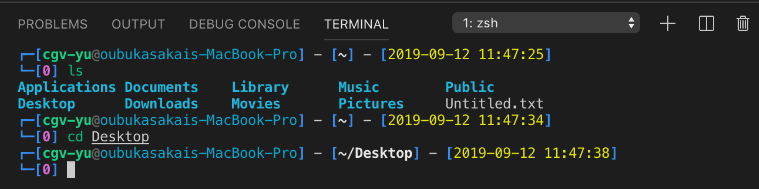 PROBLEMS OUTPUT DEBUG CONSOLE TERMINAL 1: zsh
┌─[cgv-yu@oubukasakais-MacBook-Pro] - [~] - [2019-09-12 11:47:25]
└─[0] ls
Applications Documents Library Music Public
Desktop Downloads Movies Pictures Untitled.txt
┌─[cgv-yu@oubukasakais-MacBook-Pro] - [~] - [2019-09-12 11:47:34]
└─[0] cd Desktop
┌─[cgv-yu@oubukasakais-MacBook-Pro] - [~/Desktop] - [2019-09-12 11:47:38]
└─[0]